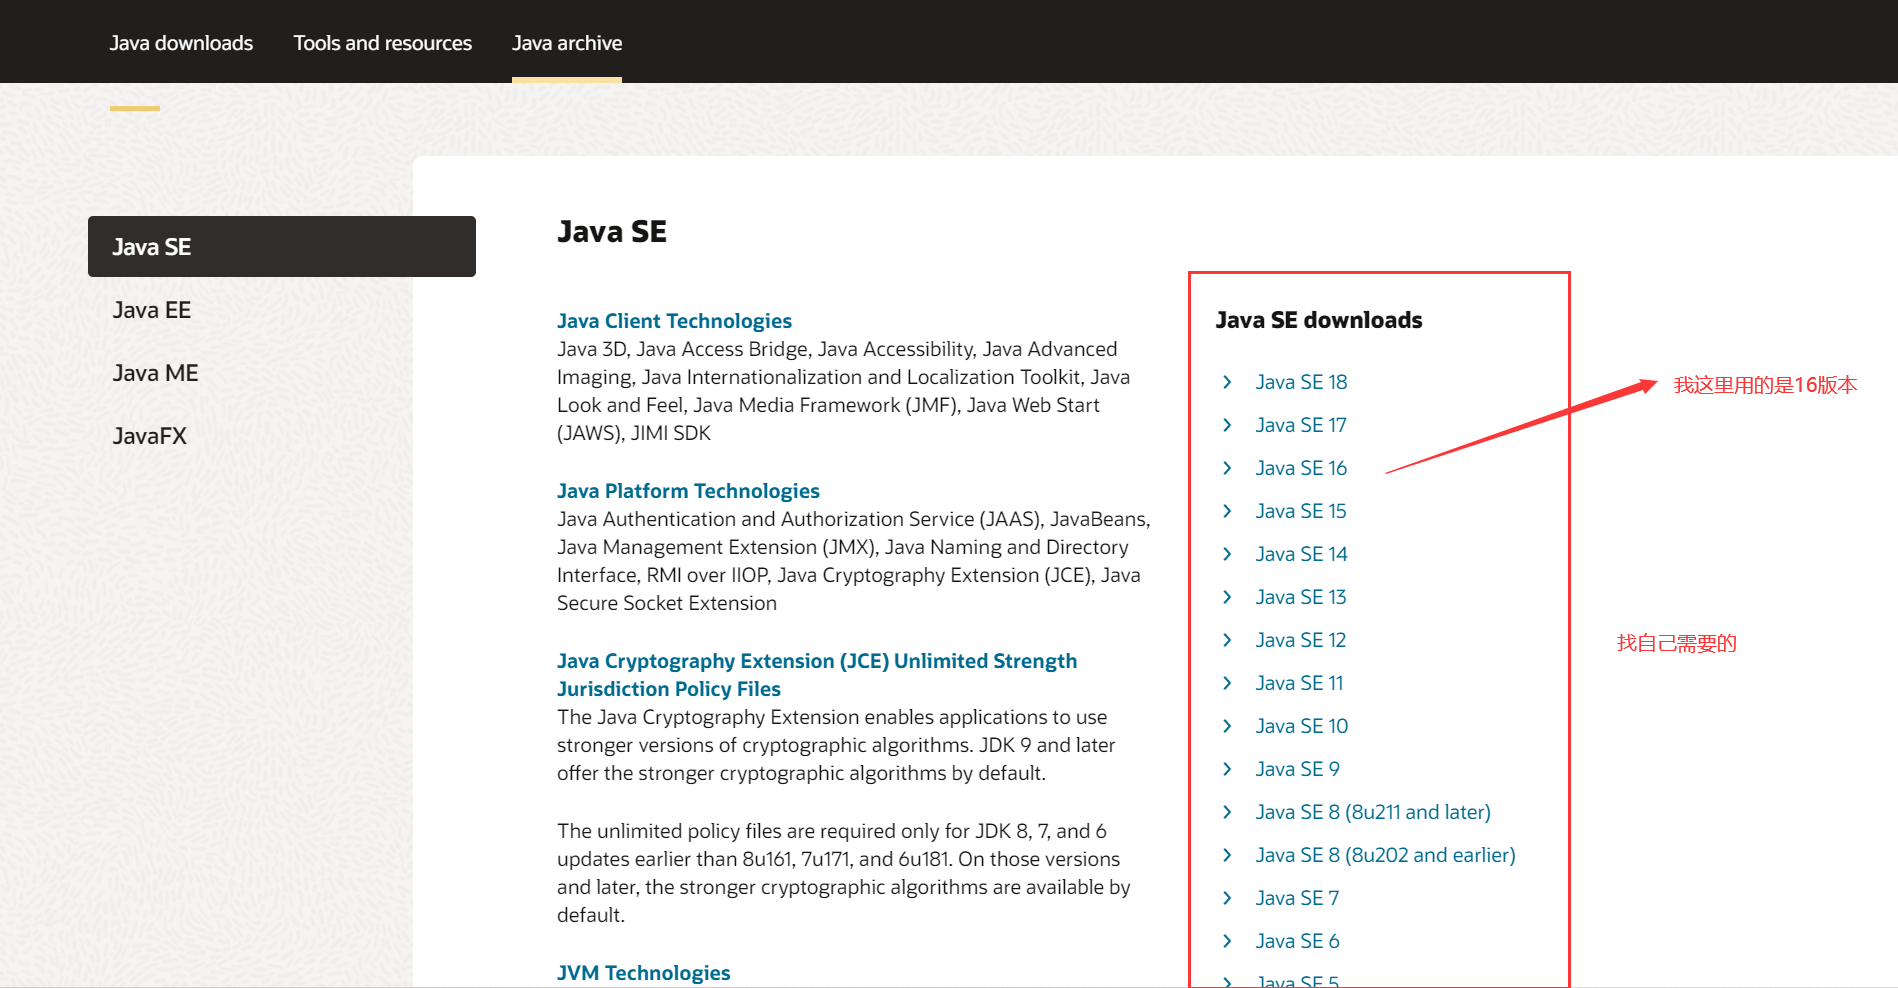 Java downloads Tools and resources Java archive
Java SE
Java EE
Java ME
JavaFX
Java SE
Java Client Technologies
Java 3D, Java Access Bridge, Java Accessibility, Java Advanced
Imaging, Java Internationalization and Localization Toolkit, Java
Look and Feel, Java Media Framework (JMF), Java Web Start
(JAWS), JIMI SDK
Java Platform Technologies
Java Authentication and Authorization Service (JAAS), JavaBeans,
Java Management Extension (JMX), Java Naming and Directory
Interface, RMI over IIOP, Java Cryptography Extension (JCE), Java
Secure Socket Extension
Java Cryptography Extension (JCE) Unlimited Strength
Jurisdiction Policy Files
The Java Cryptography Extension enables applications to use
stronger versions of cryptographic algorithms. JDK 9 and later
offer the stronger cryptographic algorithms by default.
The unlimited policy files are required only for JDK 8, 7, and 6
updates earlier than 8u161, 7u171, and 6u181. On those versions
and later, the stronger cryptographic algorithms are available by
default.
JVM Technologies
Java SE downloads
Java SE 18
Java SE 17
Java SE 16
Java SE 15
Java SE 14
Java SE 13
Java SE 12
Java SE 11
Java SE 10
Java SE 9
Java SE 8 (8u211 and later)
Java SE 8 (8u202 and earlier)
Java SE 7
Java SE 6
Java SE 5
我这里用的是16版本
找自己需要的